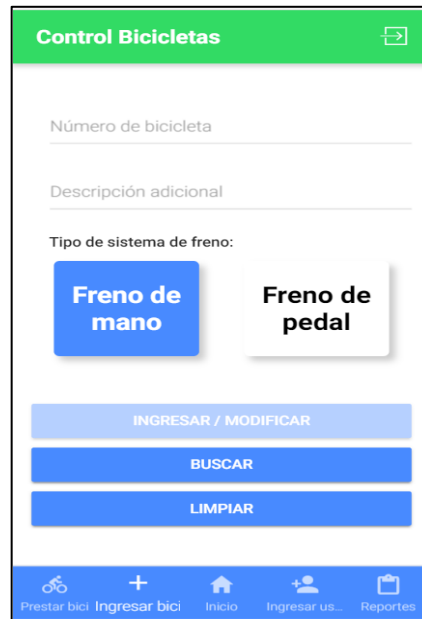 Control Bicicletas
Número de bicicleta
Descripción adicional
Tipo de sistema de freno:
Freno de
mano
Freno de
pedal
INGRESAR / MODIFICAR
BUSCAR
LIMPIAR
Prestar bici Ingresar bici Inicio Ingresar us... Reportes